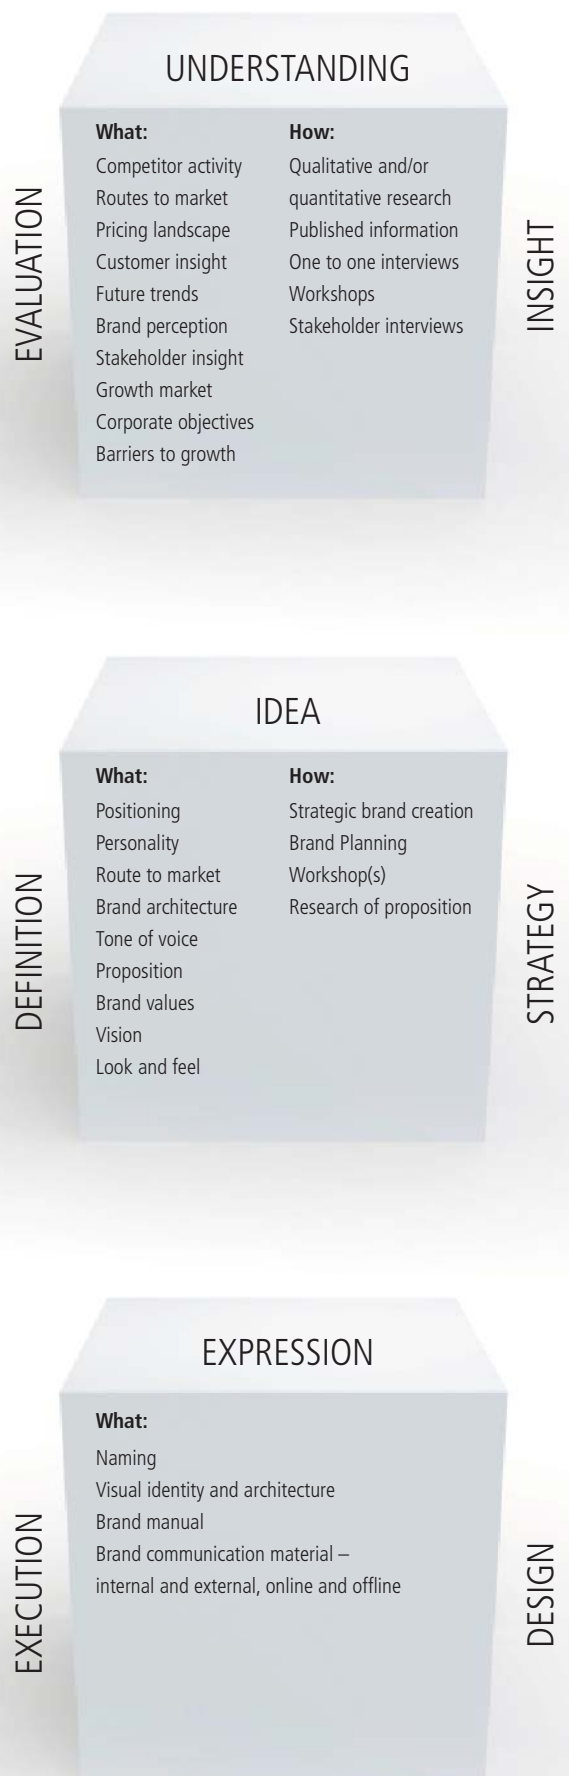 UNDERSTANDING
EVALUATION
What:
Competitor activity
Routes to market
Pricing landscape
Customer insight
Future trends
Brand perception
Stakeholder insight
Growth market
Corporate objectives
Barriers to growth
How:
Qualitative and/or
quantitative research
Published information
One to one interviews
Workshops
Stakeholder interviews
INSIGHT
IDEA
DEFINITION
What:
Positioning
Personality
Route to market
Brand architecture
Tone of voice
Proposition
Brand values
Vision
Look and feel
How:
Strategic brand creation
Brand Planning
Workshop(s)
Research of proposition
STRATEGY
EXPRESSION
EXECUTION
What:
Naming
Visual identity and architecture
Brand manual
Brand communication material –
internal and external, online and offline
DESIGN